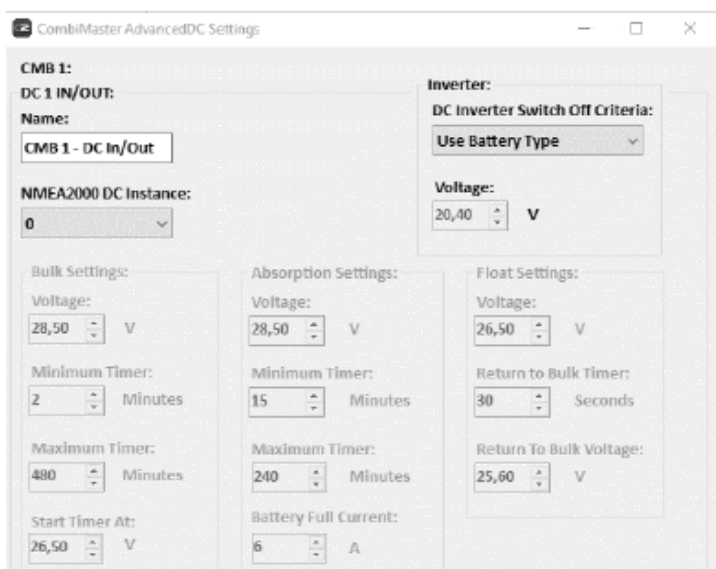 CombiMaster AdvancedDC Settings
CMB 1:
DC 1 IN/OUT:
Name:
CMB 1 - DC In/Out
NMEA2000 DC Instance:
0
Inverter:
DC Inverter Switch Off Criteria:
Use Battery Type
Voltage:
20,40 V
Bulk Settings:
Voltage:
28,50 V
Minimum Timer:
2 Minutes
Maximum Timer:
480 Minutes
Start Timer At:
26,50 V
Absorption Settings:
Voltage:
28,50 V
Minimum Timer:
15 Minutes
Maximum Timer:
240 Minutes
Battery Full Current:
6 A
Float Settings:
Voltage:
26,50 V
Return to Bulk Timer:
30 Seconds
Return To Bulk Voltage:
25,60 V